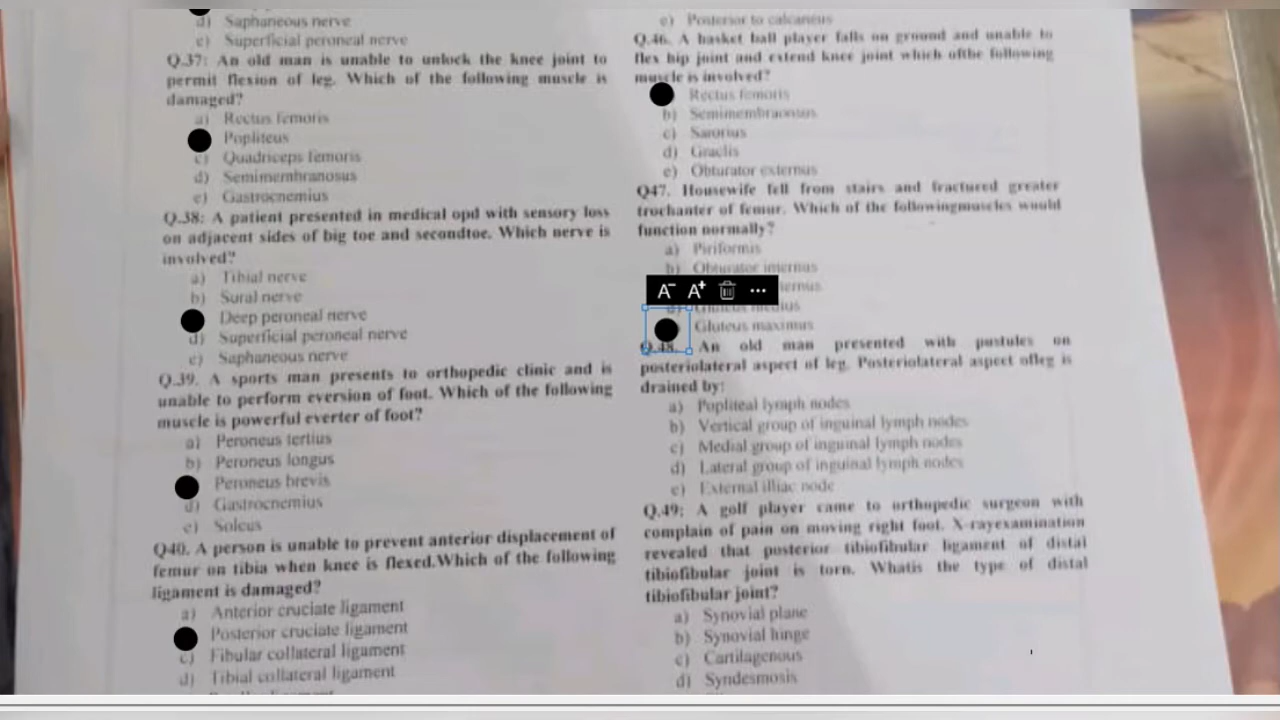 d) Saphaneous nerve
e) Superficial peroneal nerve
Q.37: An old man is unable to unlock the knee joint to
permit flesion of leg. Which of the following muscle is
damaged?
a) Rectus femoris
Popliteus
c) Quadriceps femoris
d) Semimembranosus
e) Gastrocnemius
Q.38: A patient presented in medical opd with sensory loss
on adjacent sides of big toe and secondtoe. Which nerve is
involved?
a) Tibial nerve
b) Sural nerve
Deep peroneal nerve
d) Superficial peroneal nerve
e) Saphaneous nerve
Q.39. A sports man presents to orthopedic clinic and is
unable to perform eversion of foot. Which of the following
muscle is powerful everter of foot?
a) Peroneus tertius
b) Peroneus longus
Peroneus brevis
d) Gastrocnemius
e) Soleus
Q40. A person is unable to prevent anterior displacement of
femur on tibia when knee is flexed.Which of the following
ligament is damaged?
a) Anterior cruciate ligament
Posterior cruciate ligament
c) Fibular collateral ligament
d) Tibial collateral ligament
e) Posterior to calcaneus
Q.46. A basket ball player falls on ground and unable to
flex hip joint and extend knee joint which ofthe following
muscle is involved?
Rectus femoris
b) Semimembranosus
c) Sarorius
d) Graclis
e) Obturator externus
Q47. Housewife fell from stairs and fractured greater
trochanter of femur. Which of the followingmuscles would
function normally?
a) Piriformis
b) Obturator internus
A- A+ ...
Gluteus maximus
Q.48. An old man presented with pustules on
posteriolateral aspect of leg. Posteriolateral aspect ofleg is
drained by:
a) Popliteal lymph nodes
b) Vertical group of inguinal lymph nodes
c) Medial group of inguinal lymph nodes
d) Lateral group of inguinal lymph nodes
e) External illiac node
Q.49: A golf player came to orthopedic surgeon with
complain of pain on moving right foot. X-rayexamination
revealed that posterior tibiofibular ligament of distal
tibiofibular joint is torn. Whatis the type of distal
tibiofibular joint?
a) Synovial plane
b) Synovial hinge
c) Cartilagenous
d) Syndesmosis